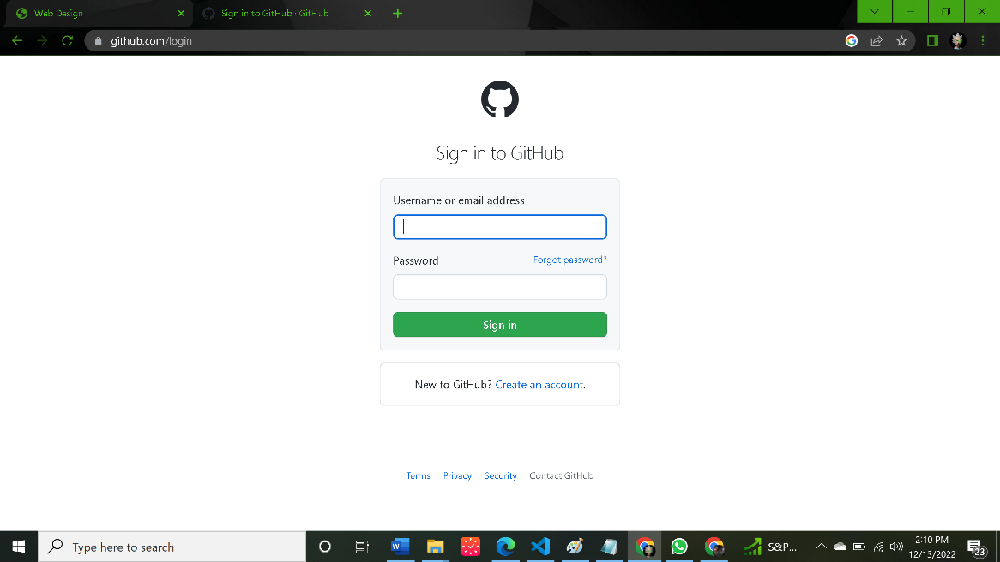 Web Design
Sign in to GitHub · GitHub
github.com/login
Sign in to GitHub
Username or email address
Password
Forgot password?
Sign in
New to GitHub? Create an account.
Terms Privacy Security Contact GitHub
Type here to search
S&P...
2:10 PM
12/13/2022
23